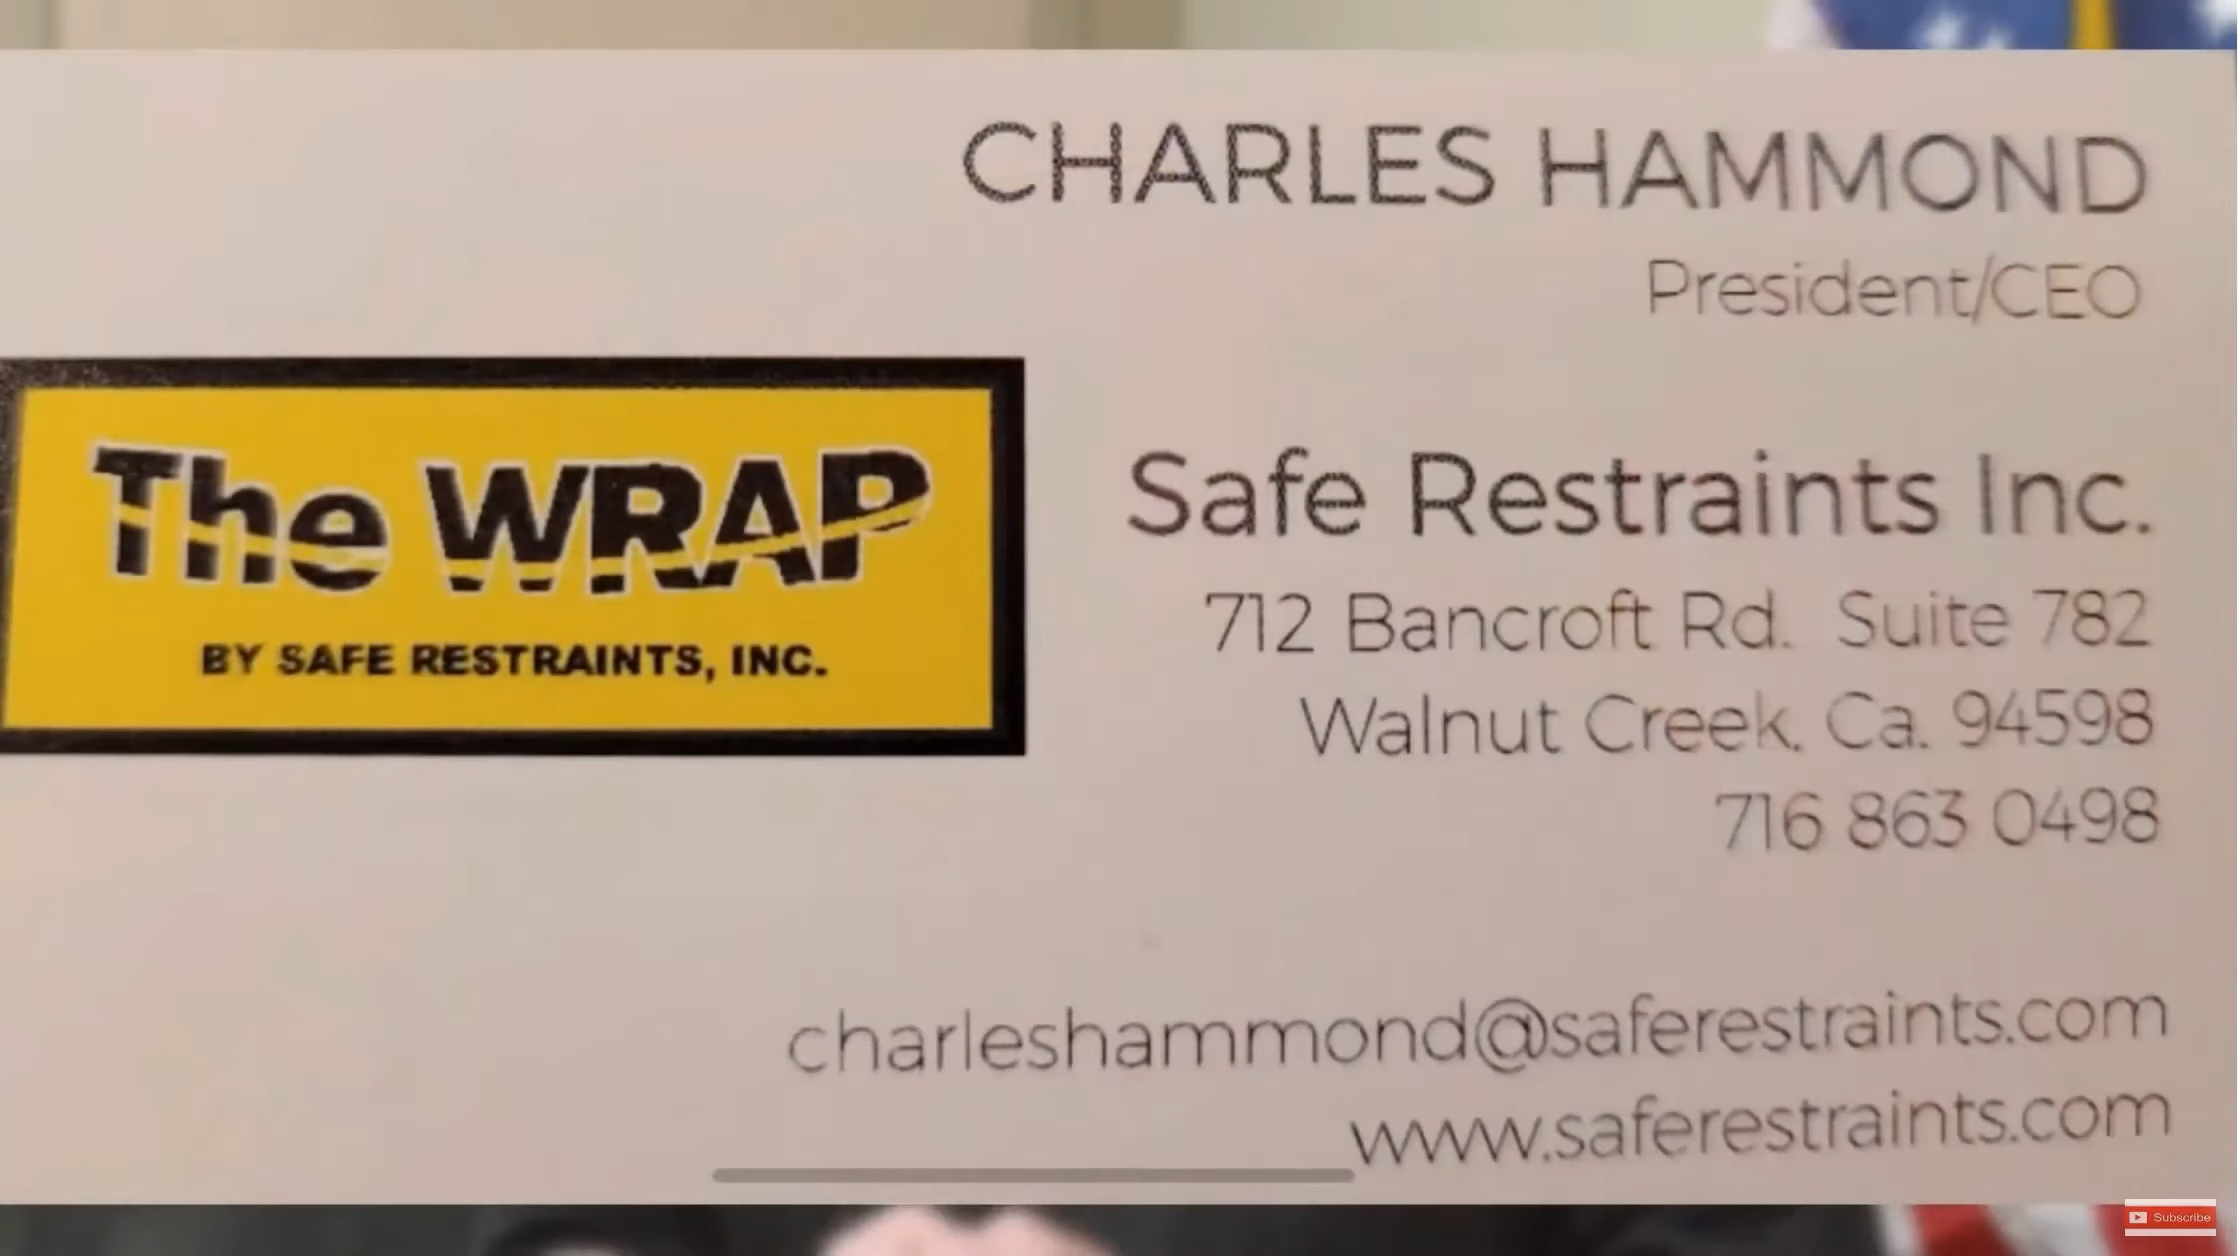 CHARLES HAMMOND
President/CEO
The WRAP
BY SAFE RESTRAINTS, INC.
Safe Restraints Inc.
712 Bancroft Rd. Suite 782
Walnut Creek. Ca. 94598
716 863 0498
charleshammond@saferestraints.com
www.saferestraints.com
Subscribe